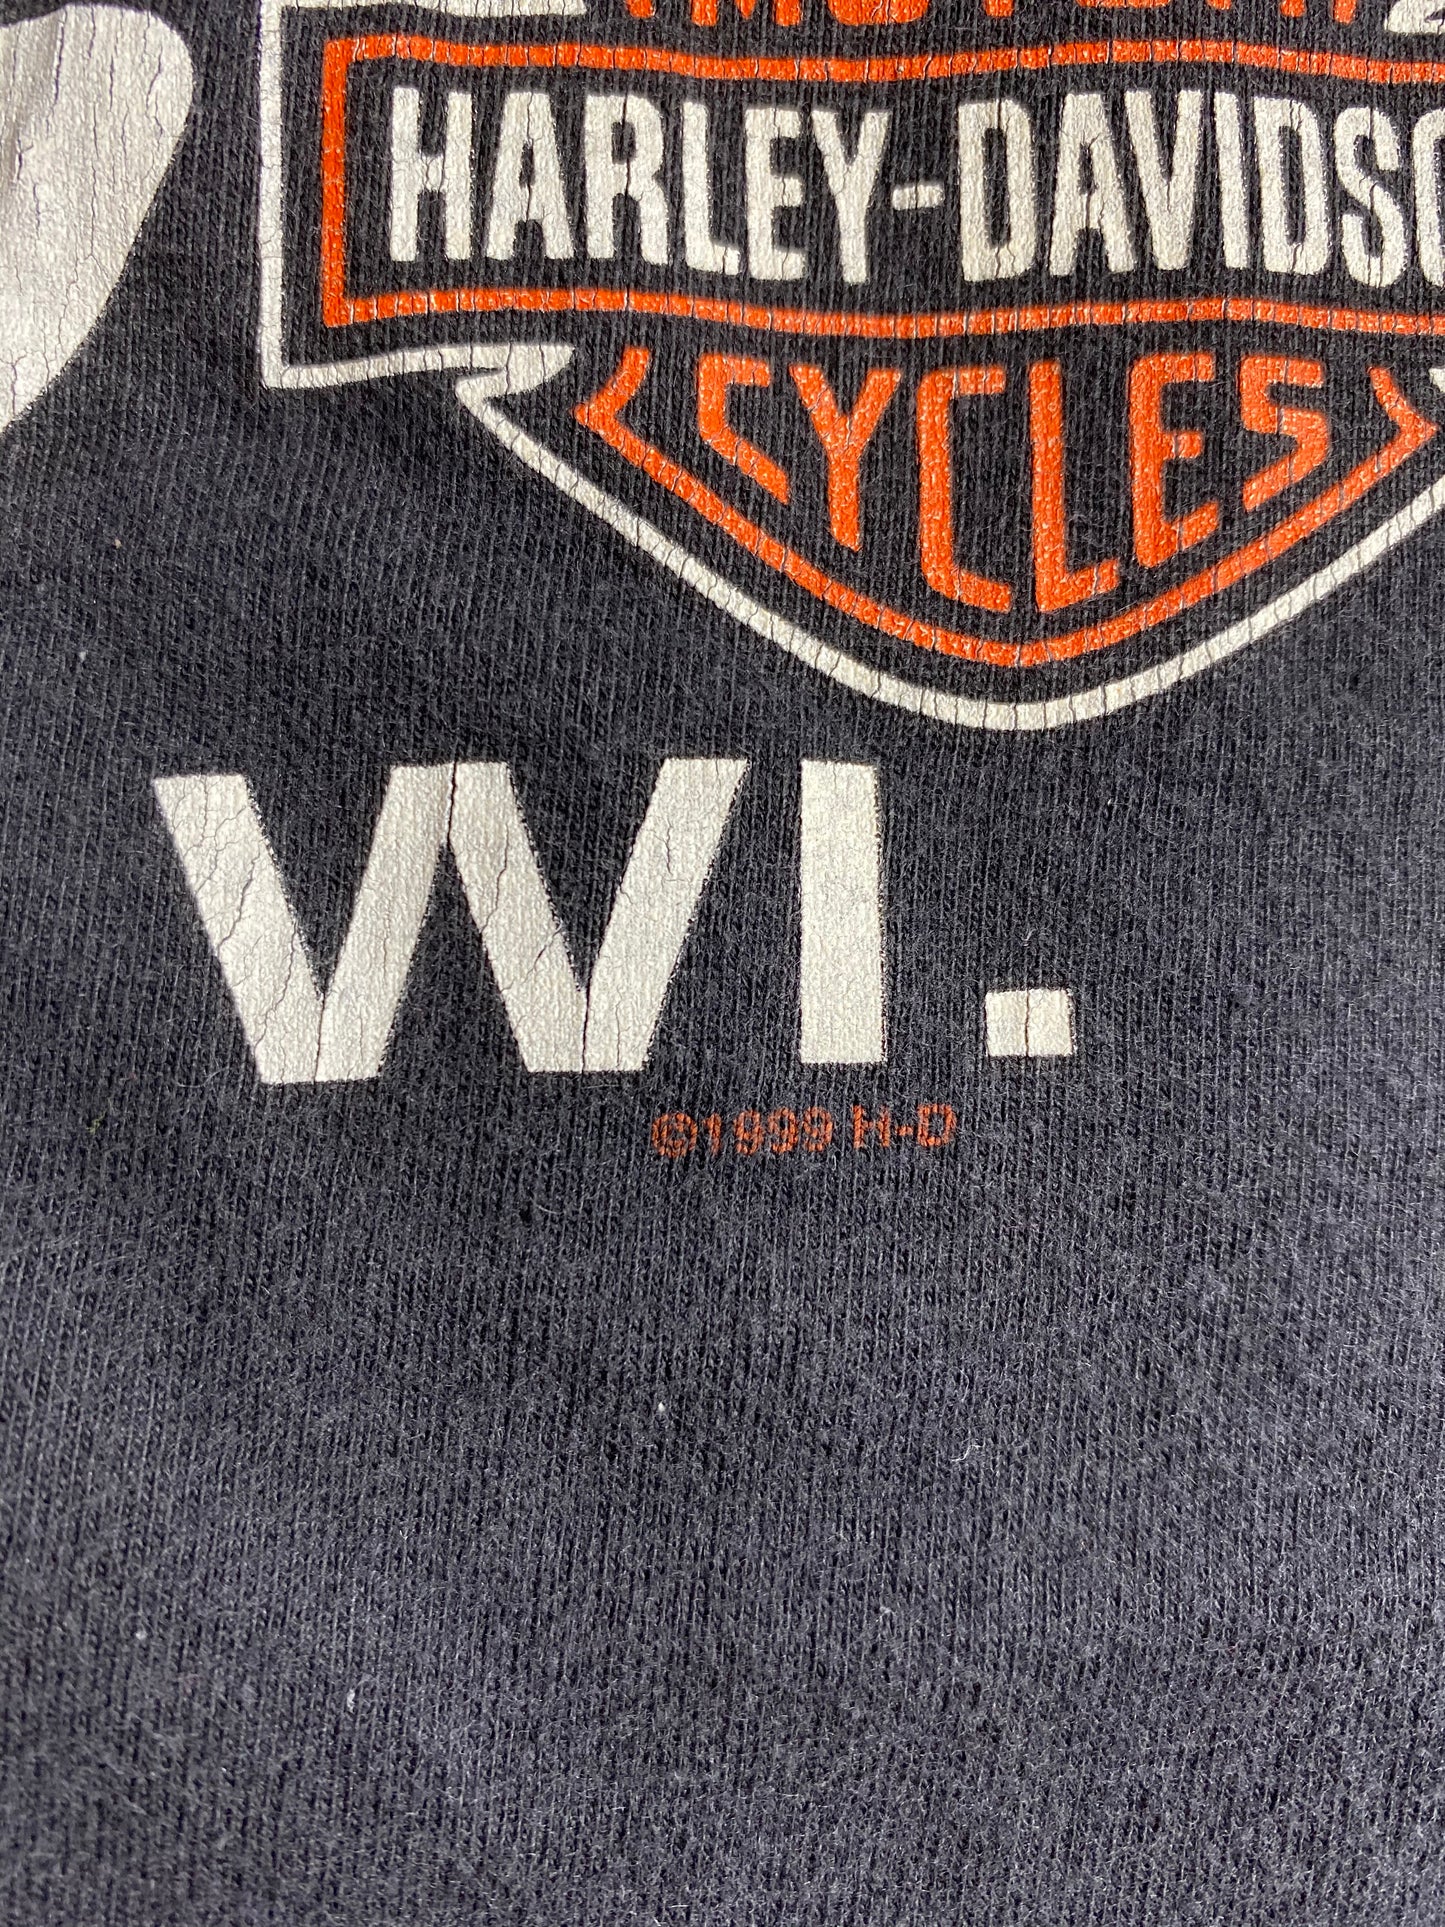 HARLEY-DAVIDSO
CYCLES
WI.
©1999 H-D